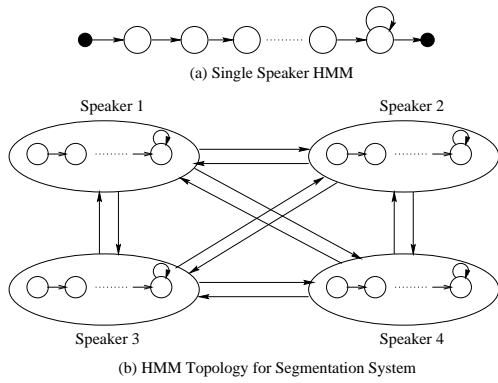 (a) Single Speaker HMM
Speaker 1 Speaker 2
Speaker 3 Speaker 4
(b) HMM Topology for Segmentation System